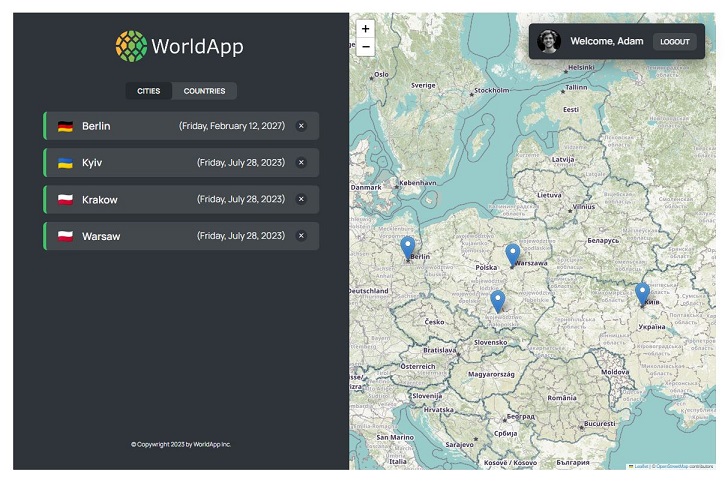 WorldApp
CITIES
COUNTRIES
Berlin
(Friday, February 12, 2027)
Kyiv
(Friday, July 28, 2023)
Krakow
(Friday, July 28, 2023)
Warsaw
(Friday, July 28, 2023)
© Copywright 2023 by WorldApp Inc.
+
−
Welcome, Adam
LOGOUT
Helsinki
Oslo
Sverige
Stockholm
Tallinn
Eesti
Latvija
Danmark
København
Lietuva
Vilnius
Беларусь
Berlin
Polska
Warszawa
Deutschland
Київ
Україна
Česko
Slovensko
Bratislava
Österreich
Magyarország
Moldova
Slovenija
Hrvatska
România
Београд
București
San Marino
Србија
Sarajevo
Kosovë / Kosovo
България
Leaflet | © OpenStreetMap contributors